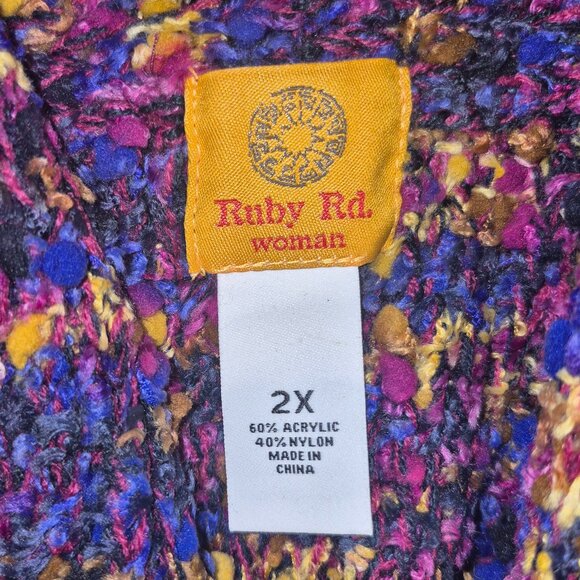 Ruby Rd.
woman
2X
60% ACRYLIC
40% NYLON
MADE IN
CHINA